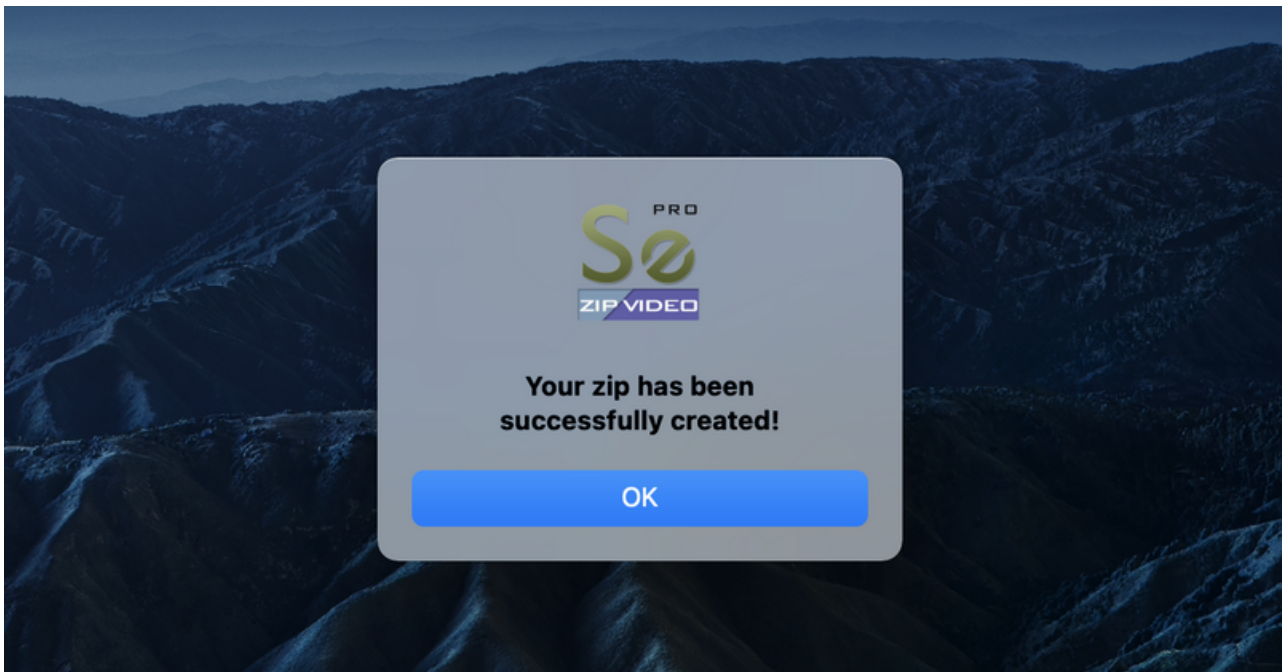 PRO
Se
ZIP VIDEO
Your zip has been
successfully created!
OK